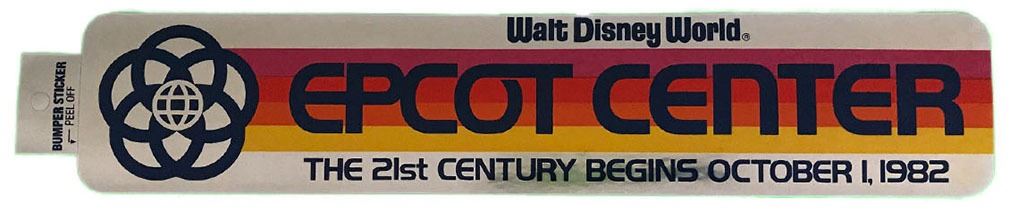 Walt Disney World®
EPCOT CENTER
THE 21st CENTURY BEGINS OCTOBER 1, 1982
BUMPER STICKER
← PEEL OFF